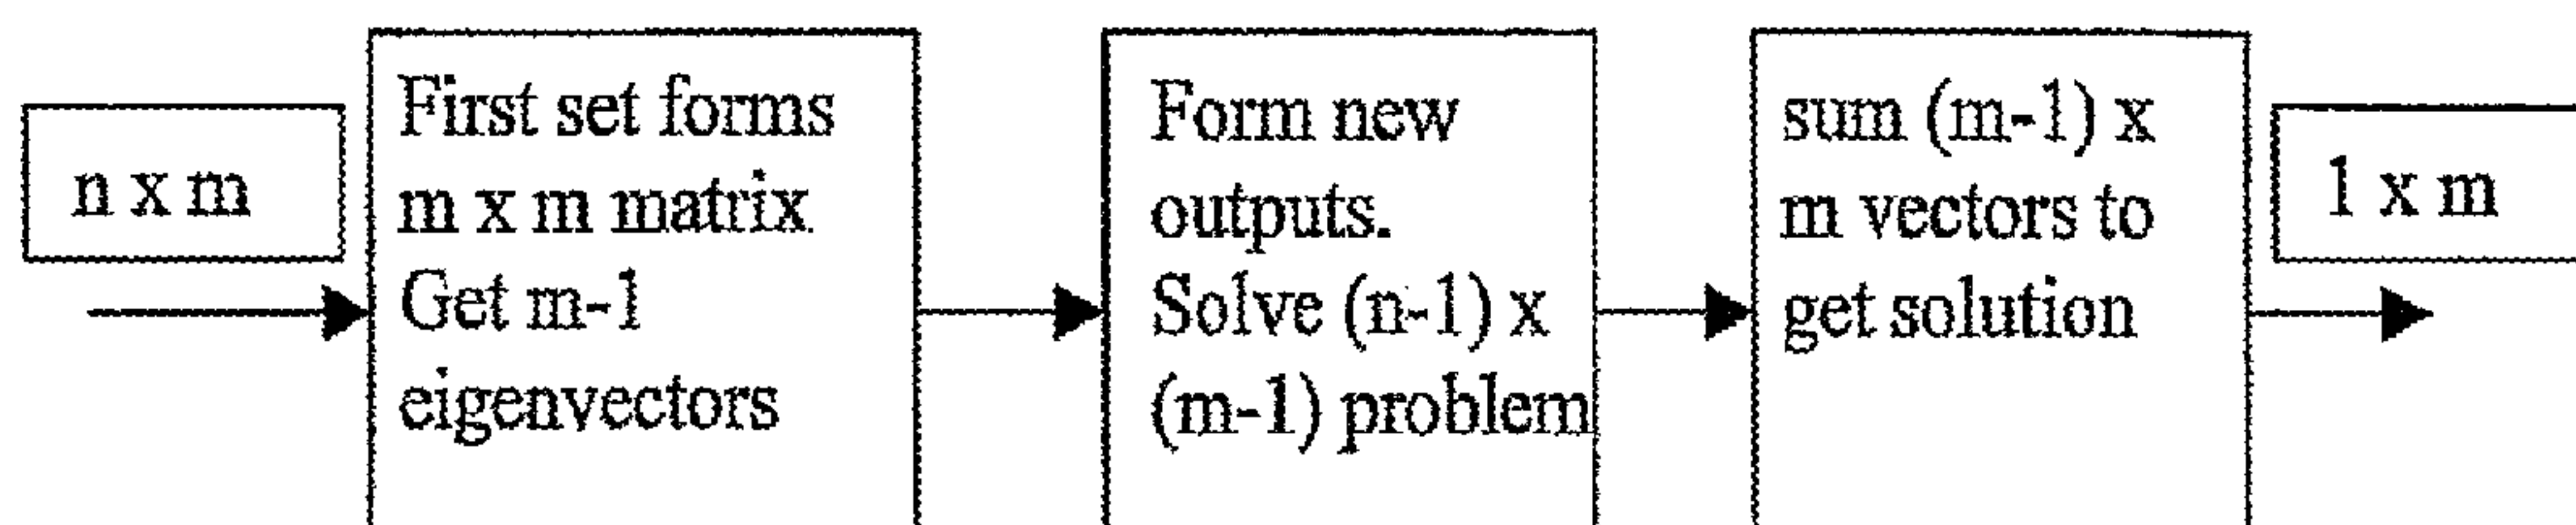 n x m
First set forms
m x m matrix
Get m-1
eigenvectors
Form new
outputs.
Solve (n-1) x
(m-1) problem
sum (m-1) x
m vectors to
get solution
1 x m